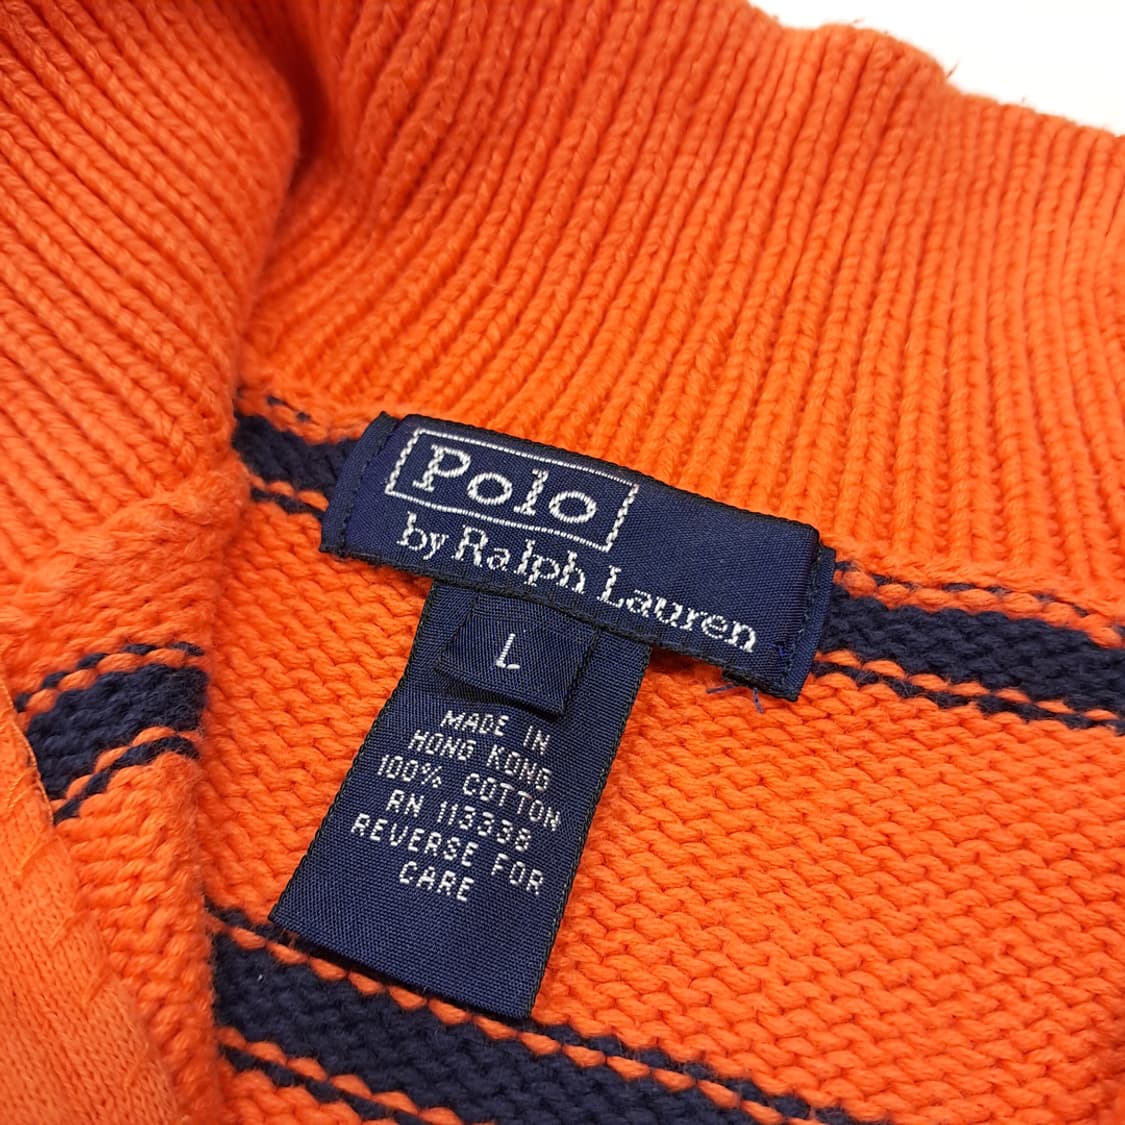 Polo
by Ralph Lauren
L
MADE IN
HONG KONG
100% COTTON
RN 113338
REVERSE FOR
CARE